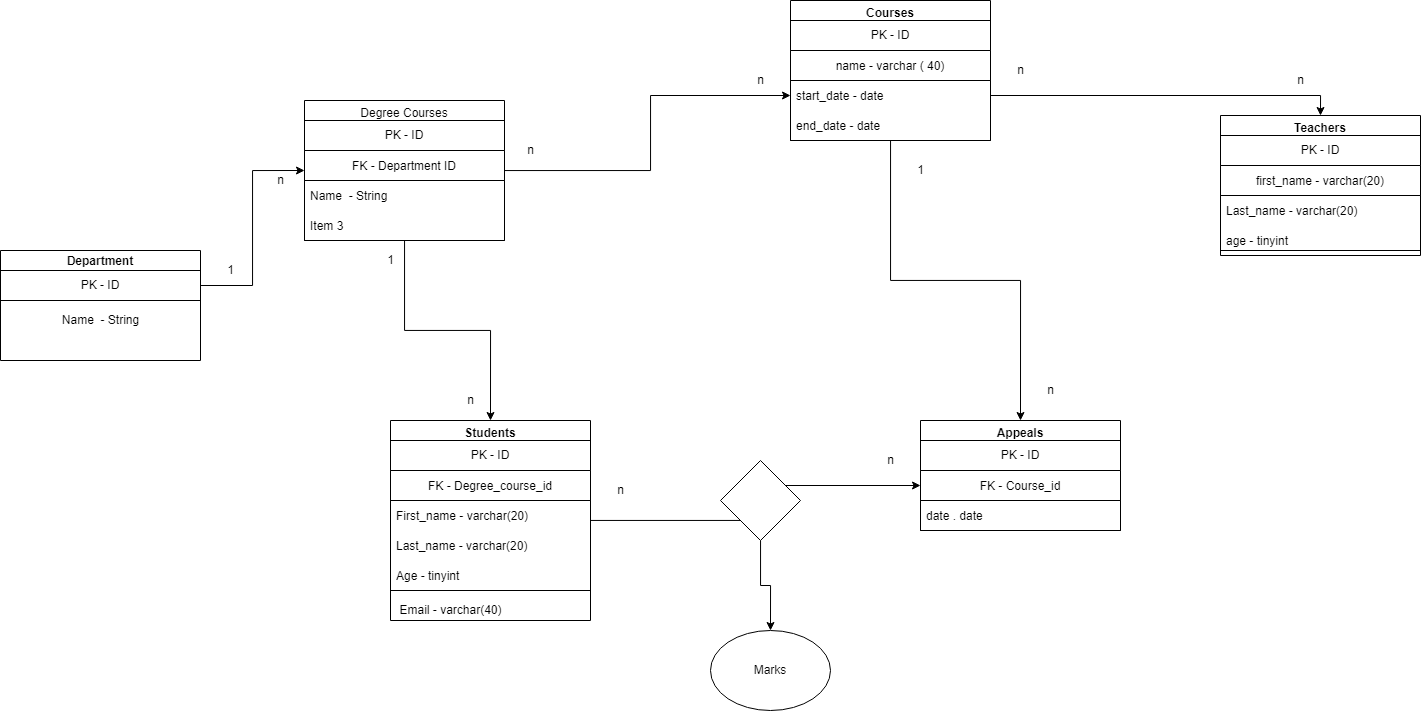 Courses
PK - ID
name - varchar ( 40)
start_date - date
end_date - date
n
n
n
1
n
Degree Courses
PK - ID
FK - Department ID
Name  - String
Item 3
n
n
1
n
Teachers
PK - ID
first_name - varchar(20)
Last_name - varchar(20)
age - tinyint
Department
PK - ID
Name  - String
1
Students
PK - ID
FK - Degree_course_id
First_name - varchar(20)
Last_name - varchar(20)
Age - tinyint
Email - varchar(40)
n
n
Appeals
PK - ID
FK - Course_id
date . date
Marks